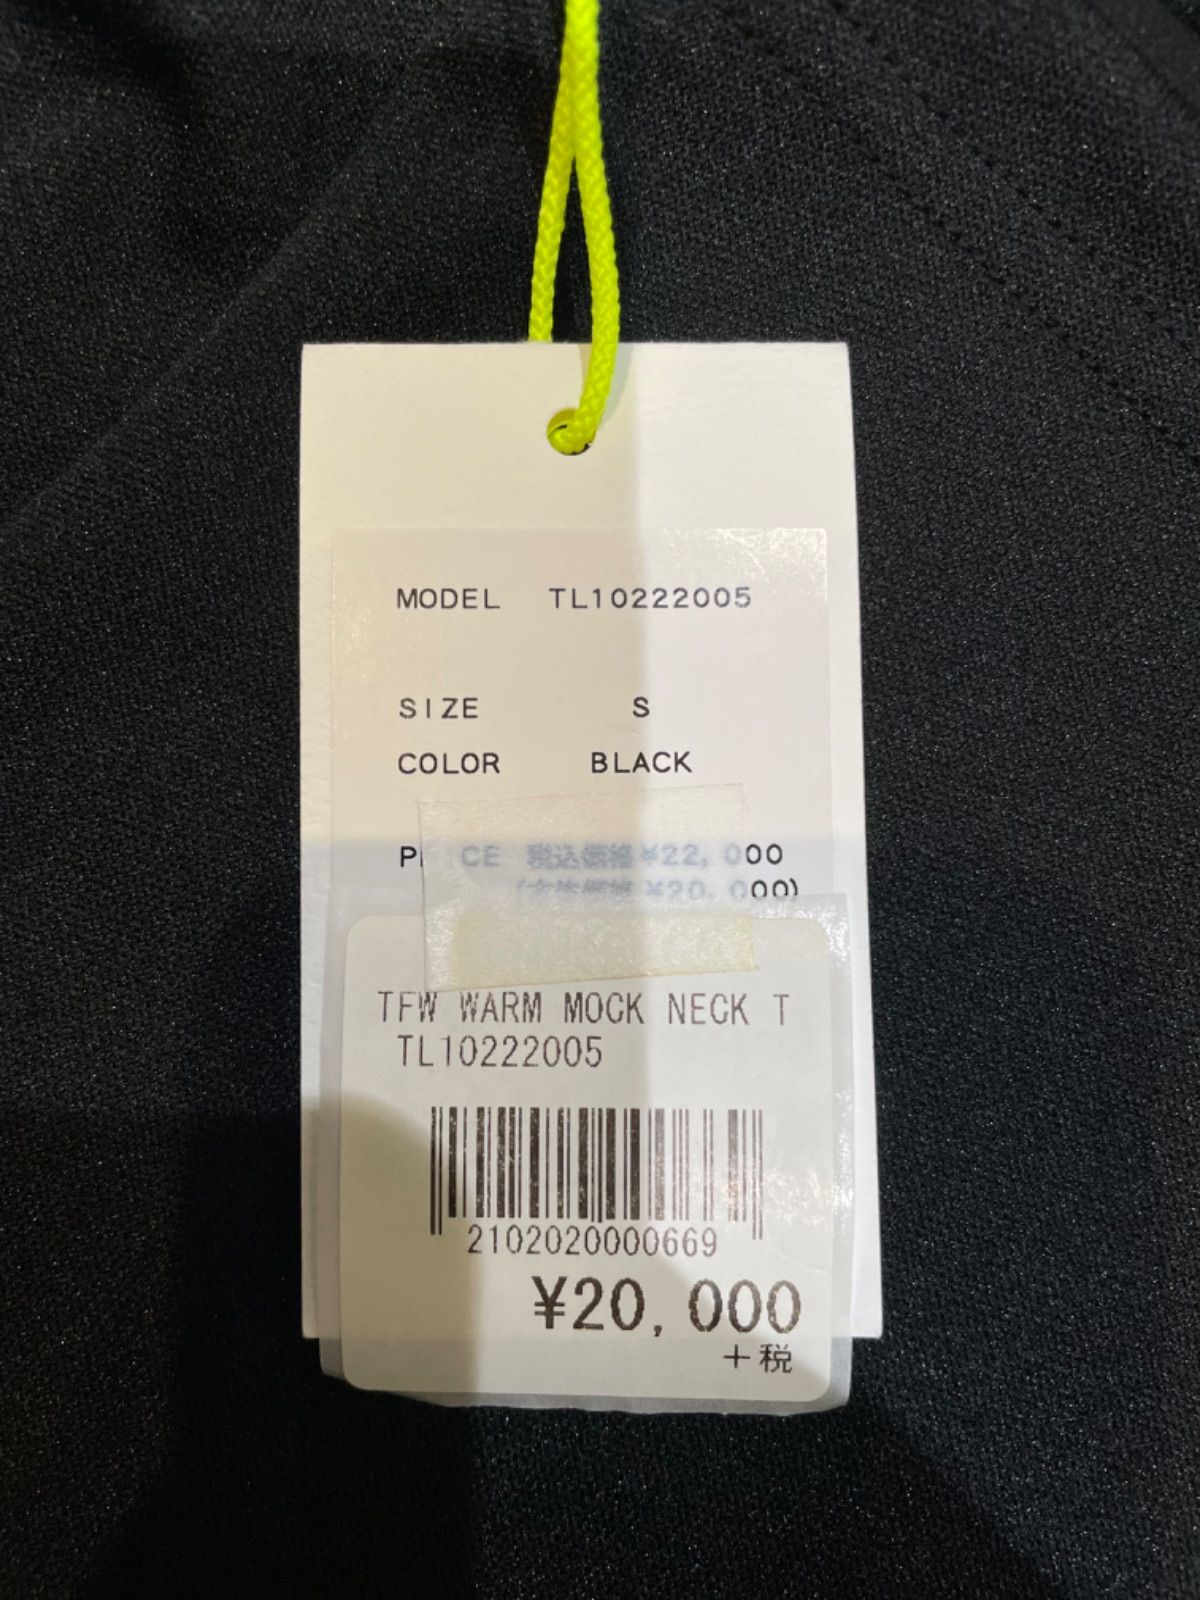 MODEL TL10222005
SIZE S
COLOR BLACK
PRICE 税込価格 ¥22,000
(本体価格 ¥20,000)
TFW WARM MOCK NECK T
TL10222005
2102020000669
¥20,000
+税